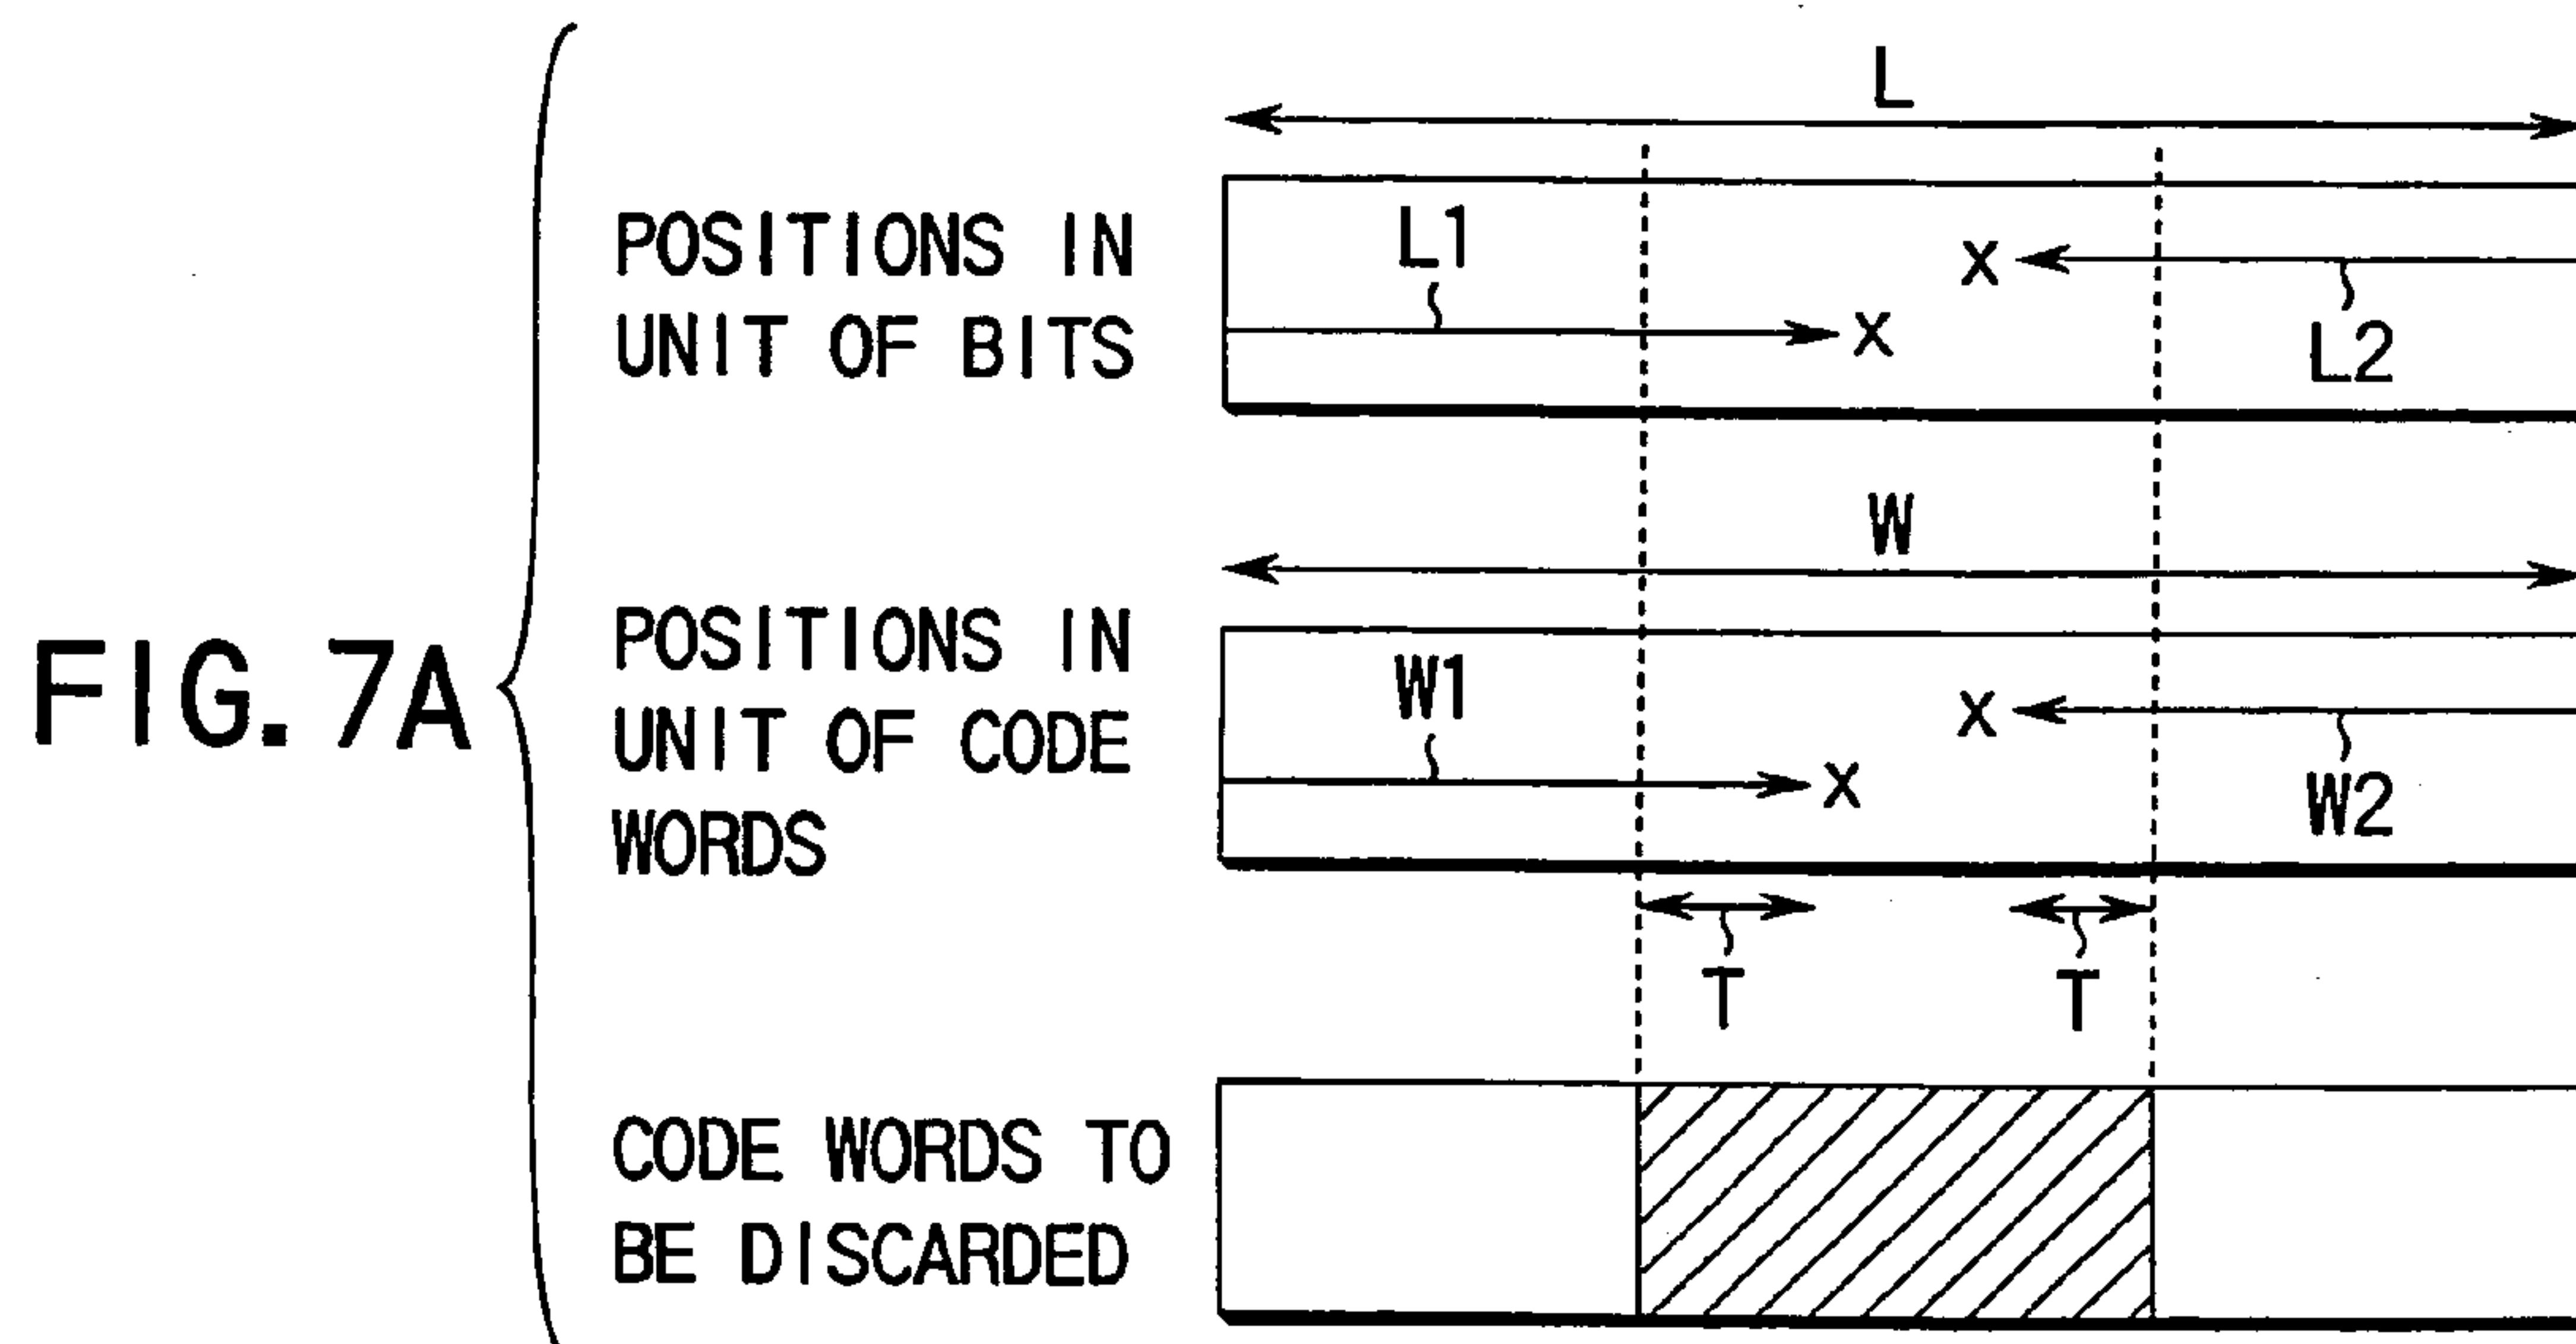 FIG. 7A
L
POSITIONS IN
UNIT OF BITS
L1
X
X
L2
W
POSITIONS IN
UNIT OF CODE
WORDS
W1
X
X
W2
T
T
CODE WORDS TO
BE DISCARDED